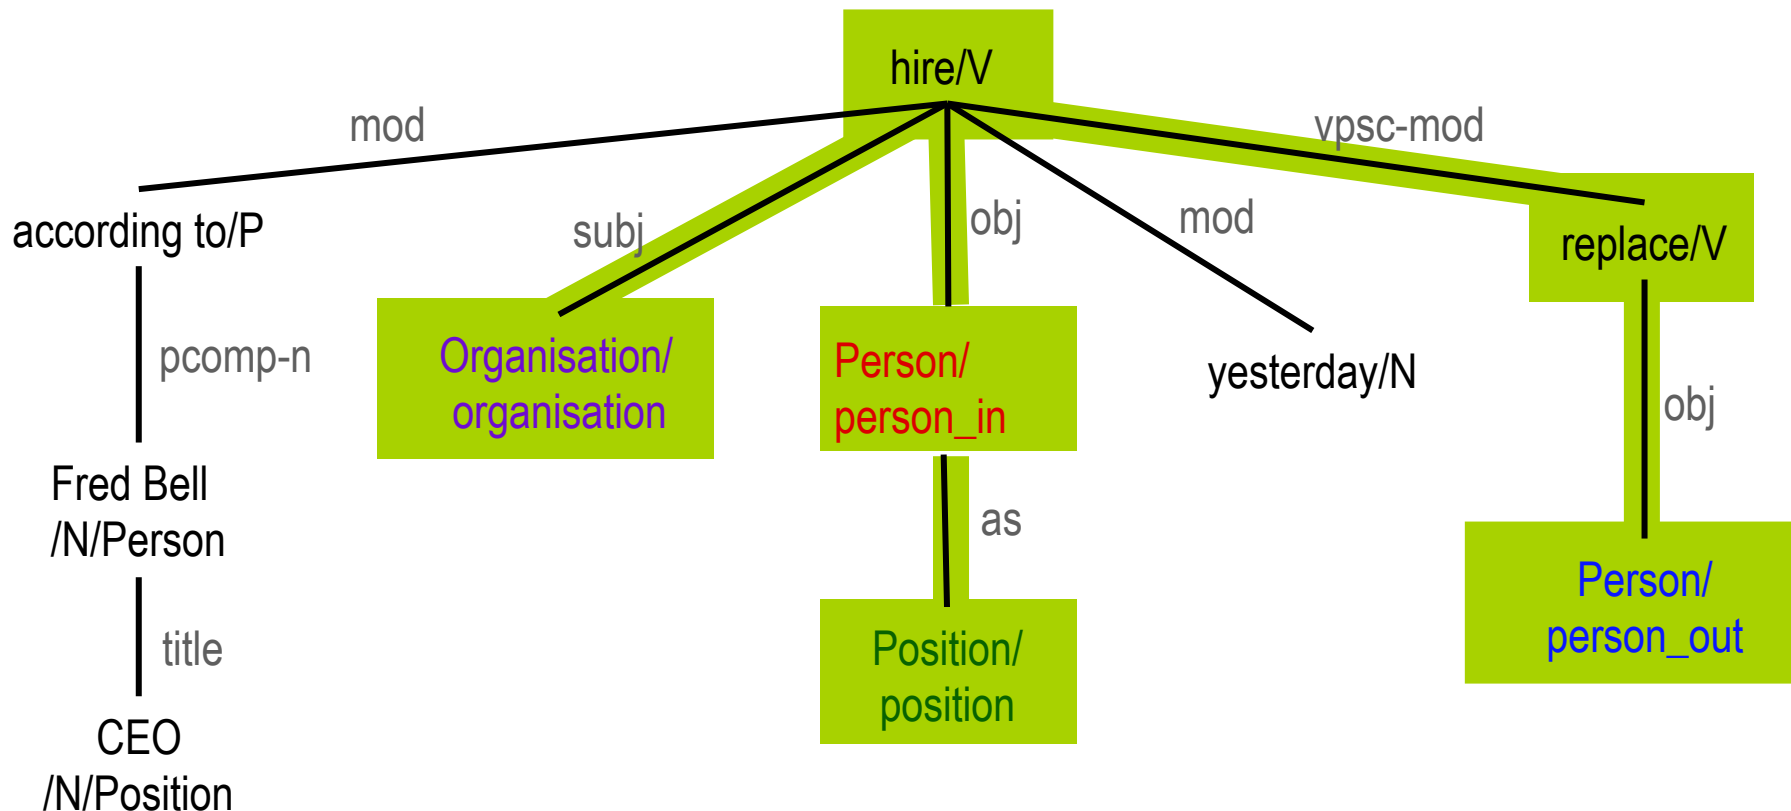 hire/V
mod
vpsc-mod
subj
obj
mod
according to/P
replace/V
pcomp-n
Organisation/
organisation
Person/
person_in
yesterday/N
obj
Fred Bell
/N/Person
as
Person/
person_out
title
Position/
position
CEO
/N/Position